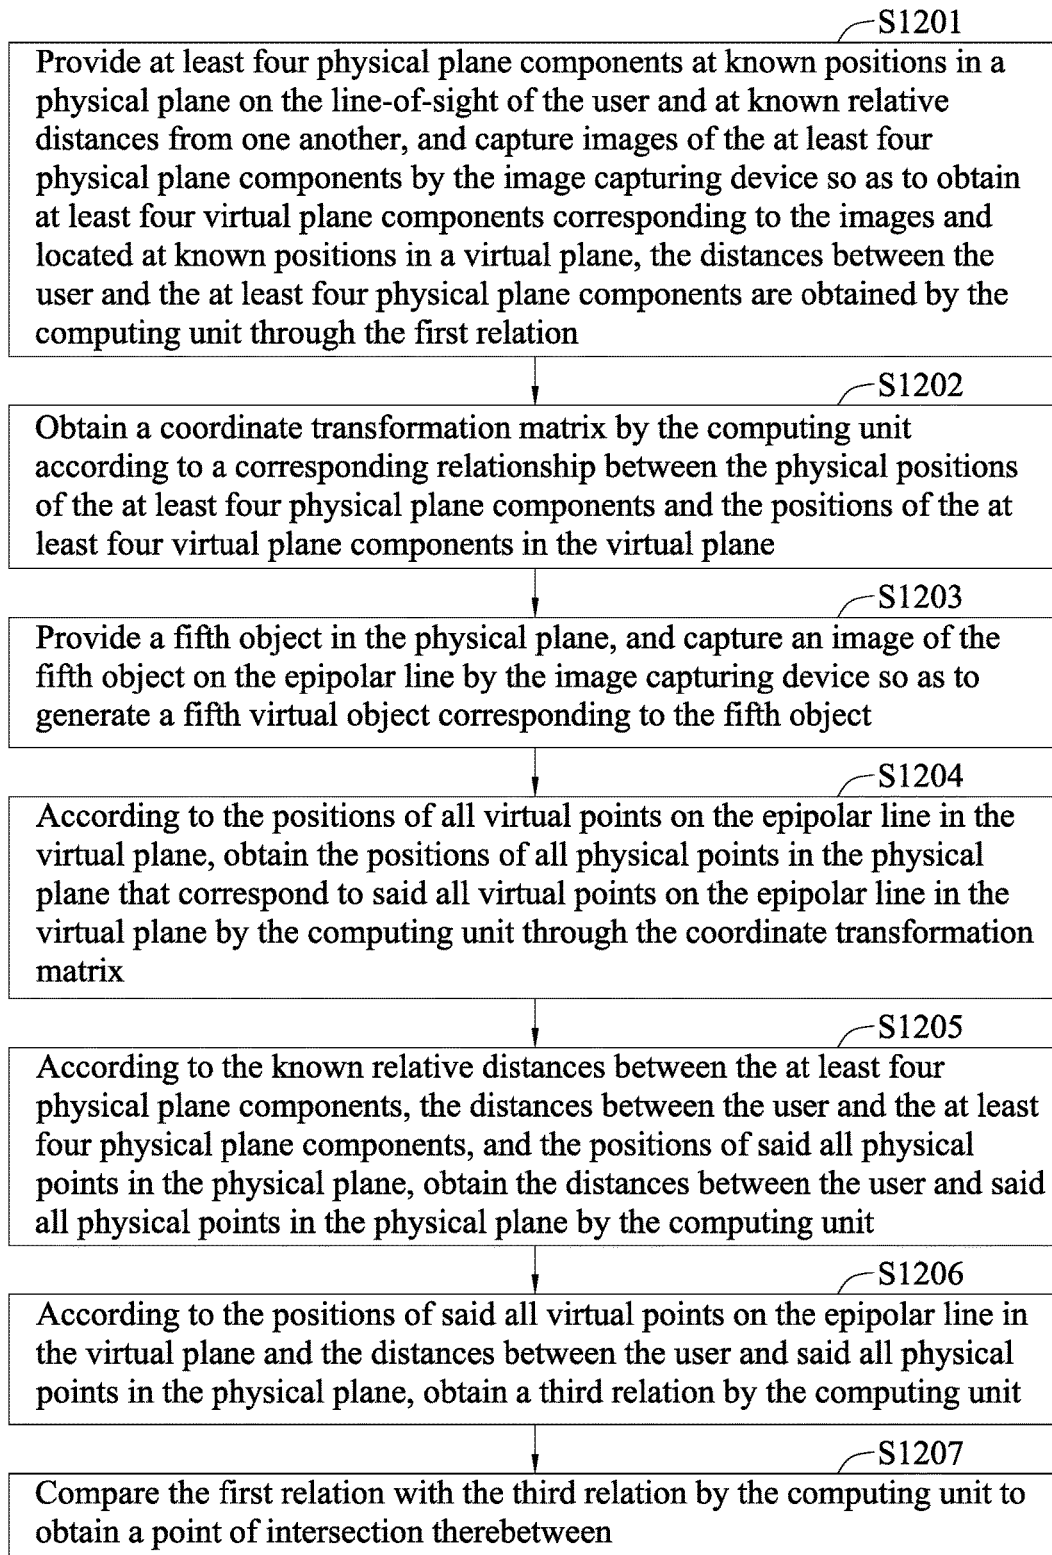 S1201
Provide at least four physical plane components at known positions in a
physical plane on the line-of-sight of the user and at known relative
distances from one another, and capture images of the at least four
physical plane components by the image capturing device so as to obtain
at least four virtual plane components corresponding to the images and
located at known positions in a virtual plane, the distances between the
user and the at least four physical plane components are obtained by the
computing unit through the first relation
S1202
Obtain a coordinate transformation matrix by the computing unit
according to a corresponding relationship between the physical positions
of the at least four physical plane components and the positions of the at
least four virtual plane components in the virtual plane
S1203
Provide a fifth object in the physical plane, and capture an image of the
fifth object on the epipolar line by the image capturing device so as to
generate a fifth virtual object corresponding to the fifth object
S1204
According to the positions of all virtual points on the epipolar line in the
virtual plane, obtain the positions of all physical points in the physical
plane that correspond to said all virtual points on the epipolar line in the
virtual plane by the computing unit through the coordinate transformation
matrix
S1205
According to the known relative distances between the at least four
physical plane components, the distances between the user and the at least
four physical plane components, and the positions of said all physical
points in the physical plane, obtain the distances between the user and said
all physical points in the physical plane by the computing unit
S1206
According to the positions of said all virtual points on the epipolar line in
the virtual plane and the distances between the user and said all physical
points in the physical plane, obtain a third relation by the computing unit
S1207
Compare the first relation with the third relation by the computing unit to
obtain a point of intersection therebetween